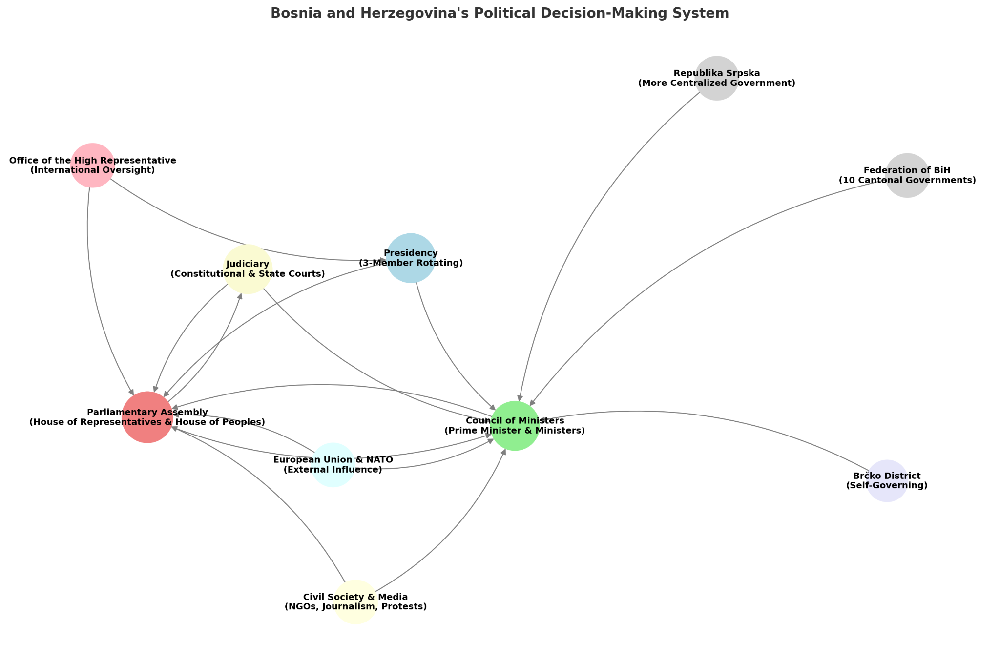 Bosnia and Herzegovina's Political Decision-Making System
Republika Srpska
(More Centralized Government)
Office of the High Representative
(International Oversight)
Federation of BiH
(10 Cantonal Governments)
Presidency
(3-Member Rotating)
Judiciary
(Constitutional & State Courts)
Parliamentary Assembly
(House of Representatives & House of Peoples)
Council of Ministers
(Prime Minister & Ministers)
European Union & NATO
(External Influence)
Brčko District
(Self-Governing)
Civil Society & Media
(NGOs, Journalism, Protests)